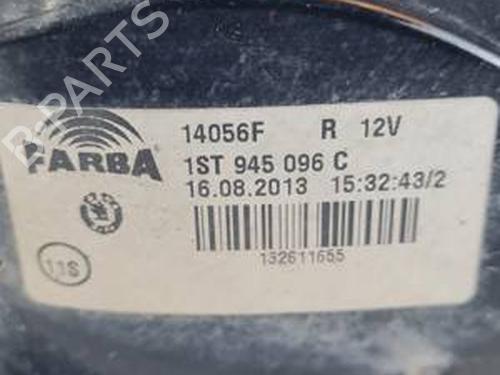 B-PARTS
FARBA
14056F R 12V
1ST 945 096 C
16.08.2013 15:32:43/2
132611655
11S